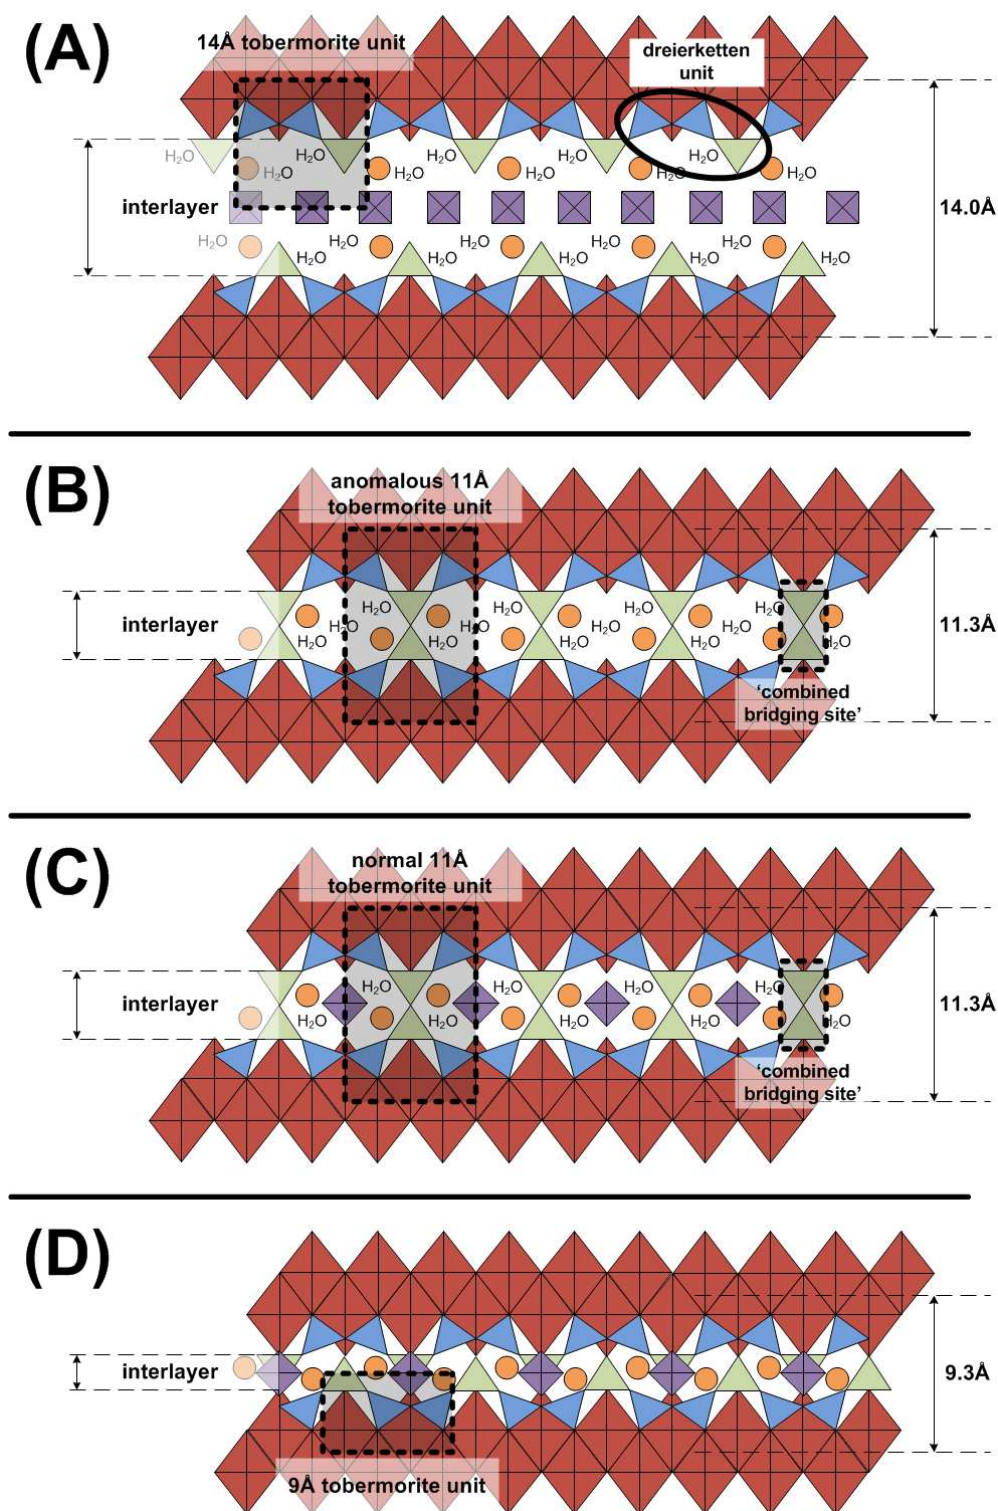 (A)
14Å tobermorite unit
dreierketten
unit
H₂O H₂O H₂O H₂O H₂O
H₂O H₂O H₂O H₂O H₂O
interlayer
14.0Å
H₂O H₂O H₂O H₂O H₂O
H₂O H₂O H₂O H₂O H₂O
(B)
anomalous 11Å
tobermorite unit
H₂O H₂O H₂O H₂O
interlayer
H₂O H₂O H₂O H₂O
11.3Å
H₂O H₂O H₂O H₂O H₂O
‘combined
bridging site’
(C)
normal 11Å
tobermorite unit
H₂O H₂O H₂O H₂O
interlayer
11.3Å
H₂O H₂O H₂O H₂O H₂O
‘combined
bridging site’
(D)
interlayer
9.3Å
9Å tobermorite unit